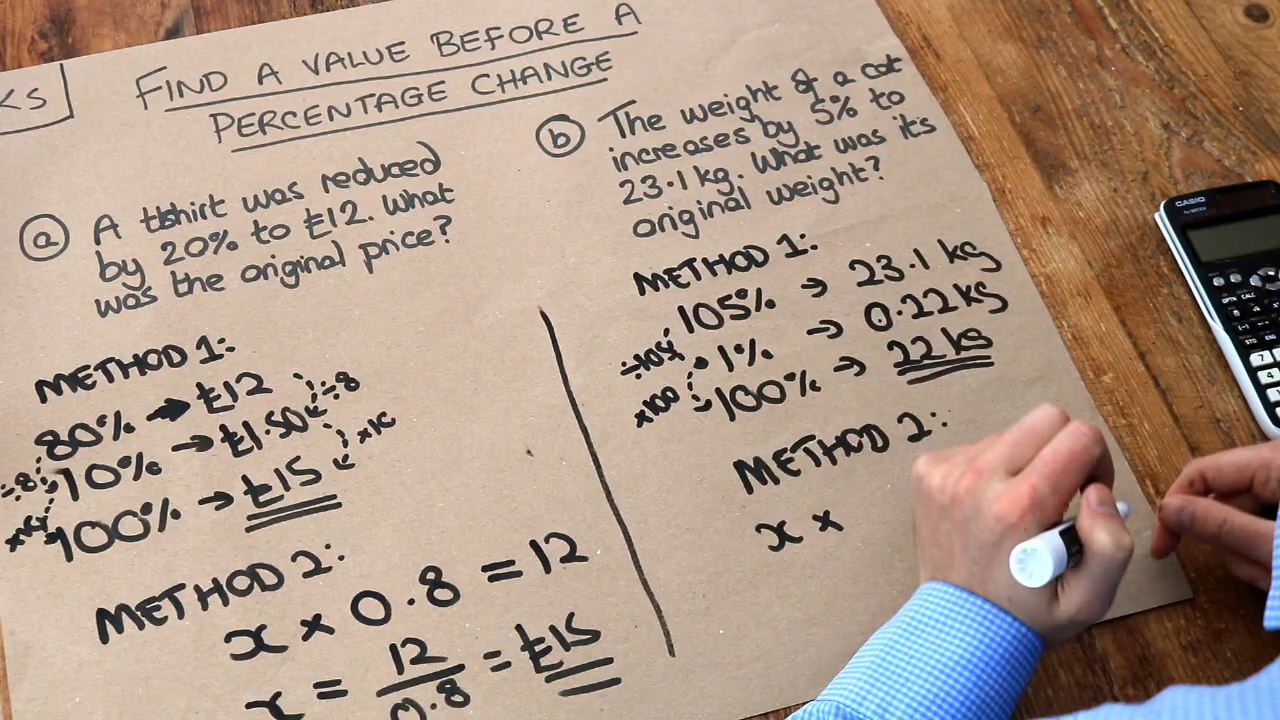 KS
FIND A VALUE BEFORE A
PERCENTAGE CHANGE
a A tshirt was reduced
by 20% to £12. What
was the original price?
METHOD 1:
80% → £12
÷8
10% → £1.50
÷8 ×10
100% → £15
METHOD 2:
x × 0.8 = 12
x = 12 / 0.8 = £15
b The weight of a cat
increases by 5% to
23.1 kg. What was it's
original weight?
METHOD 1:
105% → 23.1 kg
÷105 1% → 0.22 kg
×100 100% → 22 kg
METHOD 2:
x ×
CASIO